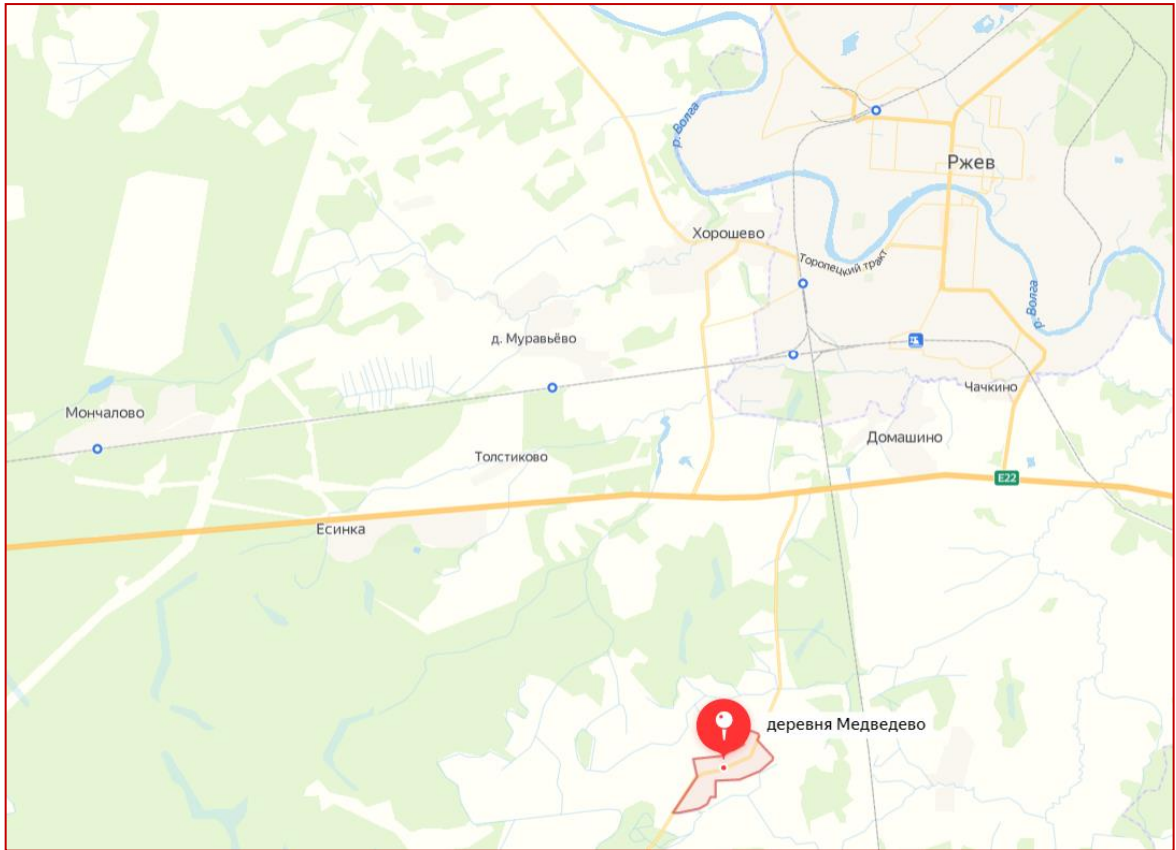 р. Волга
Ржев
Хорошево
Торопецкий тракт
р. Волга
д. Муравьёво
Чачкино
Мончалово
Домашино
Толстиково
E22
Есинка
деревня Медведево